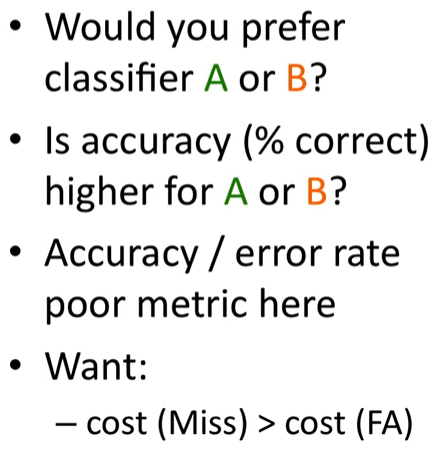 • Would you prefer
classifier A or B?
• Is accuracy (% correct)
higher for A or B?
• Accuracy / error rate
poor metric here
• Want:
– cost (Miss) > cost (FA)